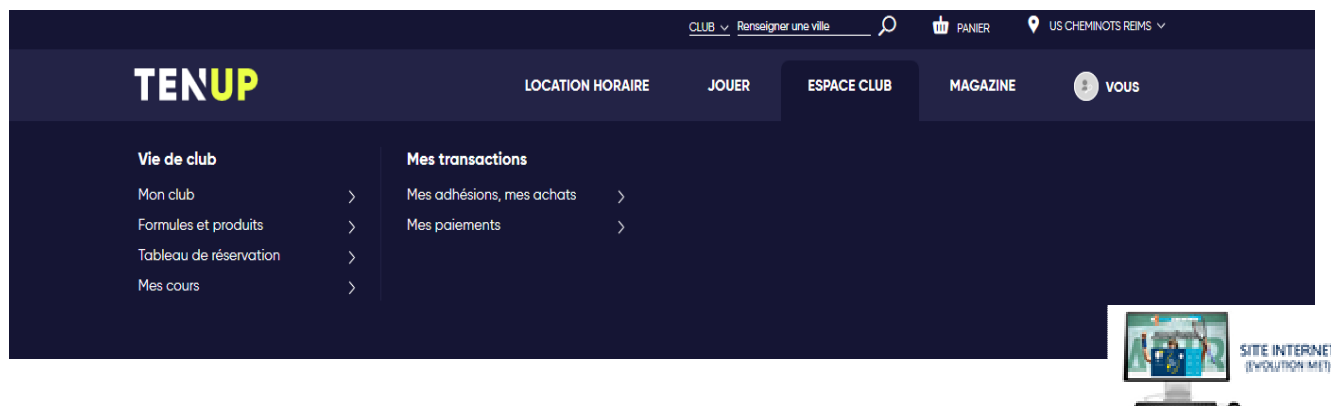 CLUB Renseigner une ville PANIER US CHEMINOTS REIMS
TENUP LOCATION HORAIRE JOUER ESPACE CLUB MAGAZINE VOUS
Vie de club Mes transactions
Mon club Mes adhésions, mes achats
Formules et produits Mes paiements
Tableau de réservation
Mes cours
SITE INTERNET
(EVOLUTION MET)